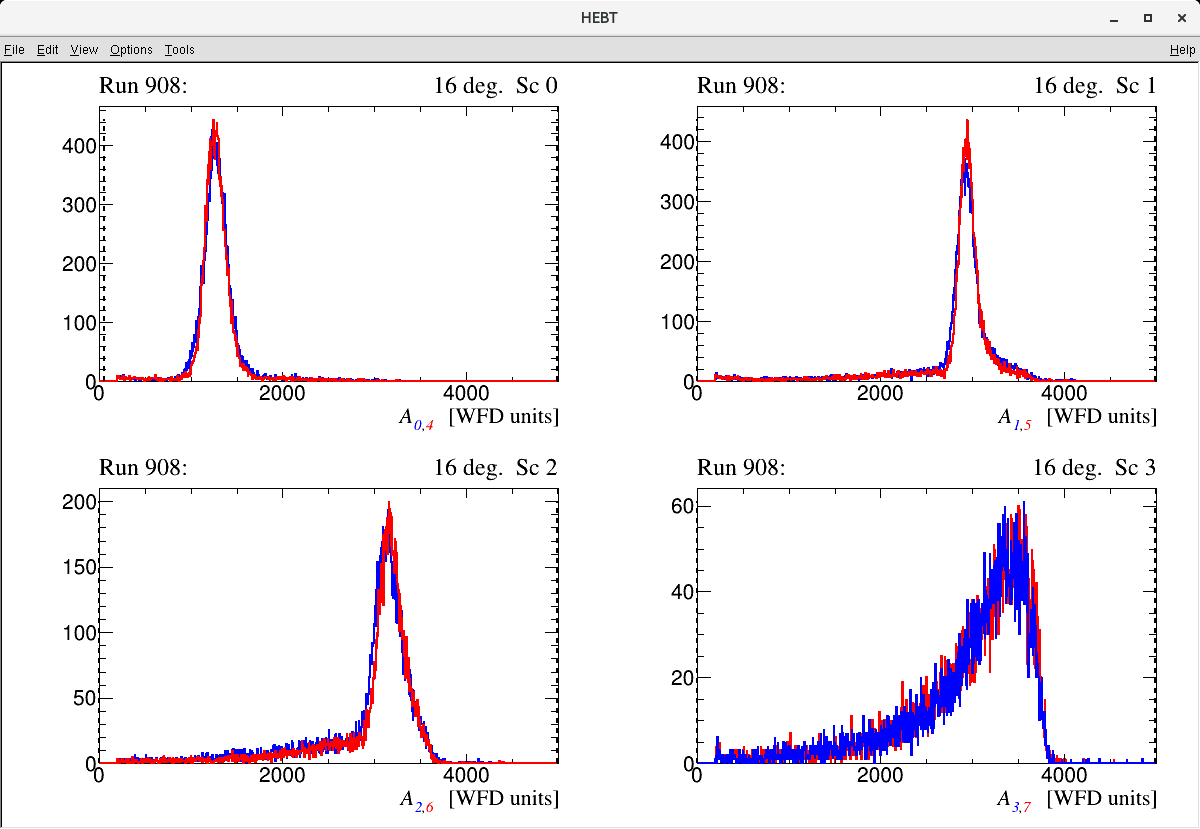 HEBT
File Edit View Options Tools Help
Run 908: 16 deg. Sc 0
400
300
200
100
0
0 2000 4000
A0,4 [WFD units]
Run 908: 16 deg. Sc 1
400
300
200
100
0
0 2000 4000
A1,5 [WFD units]
Run 908: 16 deg. Sc 2
200
150
100
50
0
0 2000 4000
A2,6 [WFD units]
Run 908: 16 deg. Sc 3
60
40
20
0
0 2000 4000
A3,7 [WFD units]